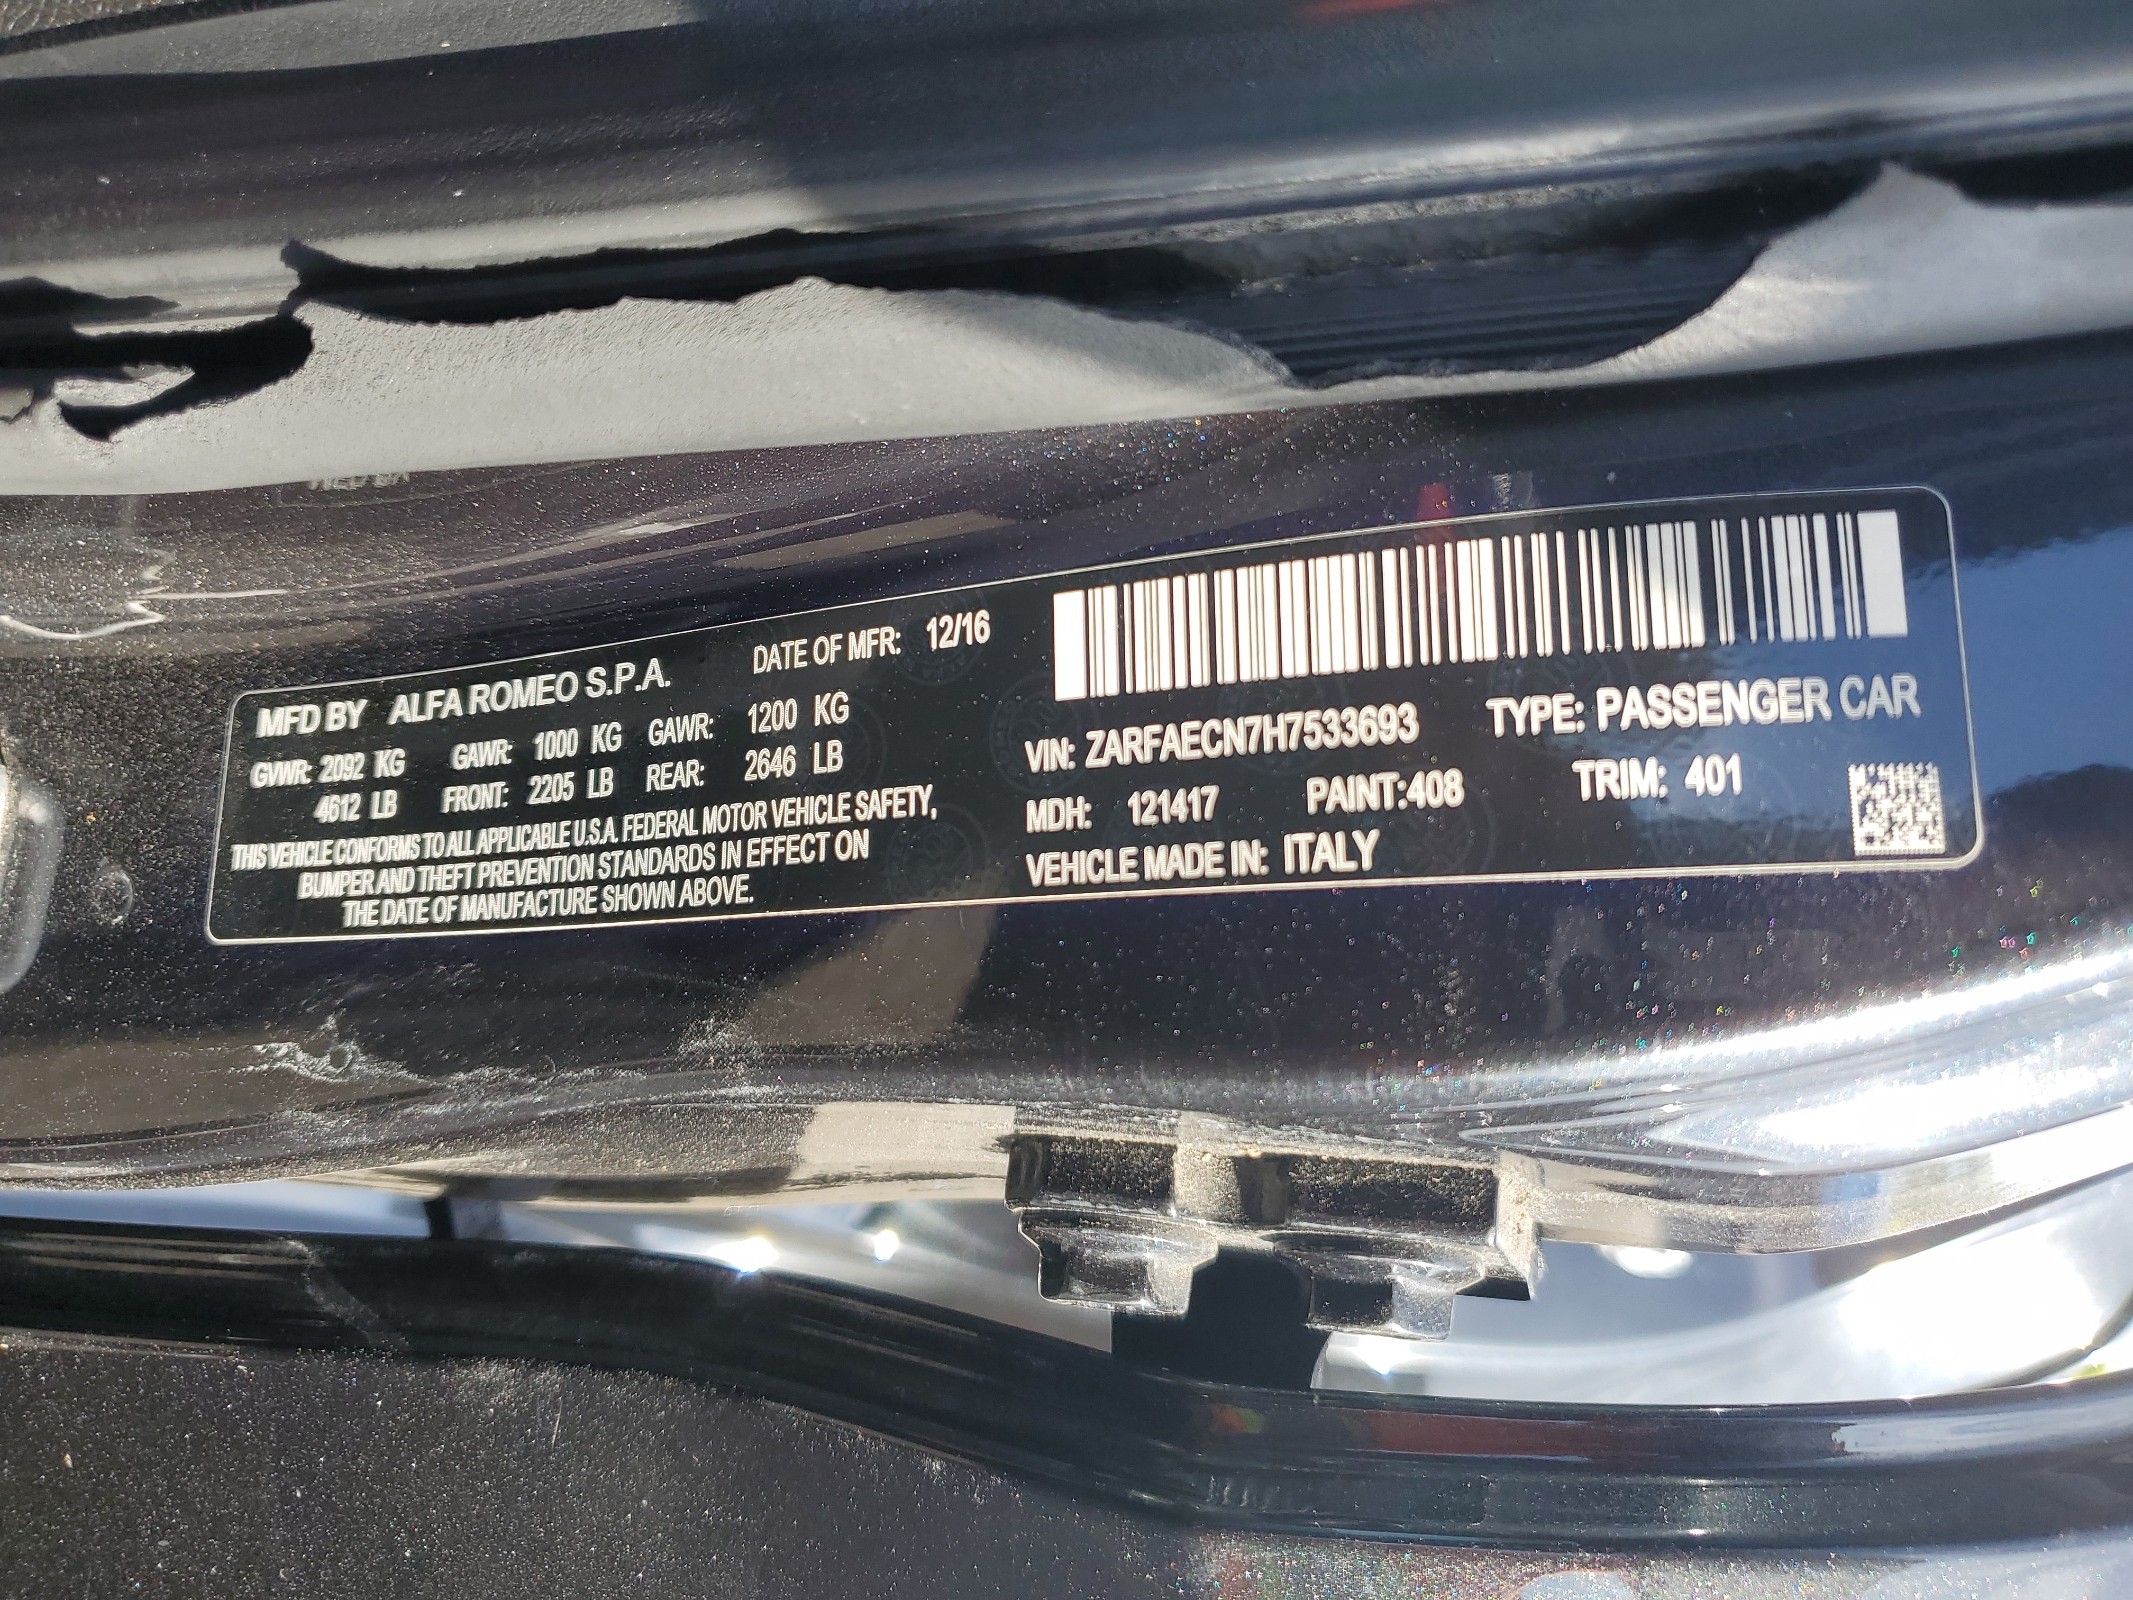 MFD BY ALFA ROMEO S.P.A. DATE OF MFR: 12/16
GVWR: 2092 KG GAWR: 1000 KG GAWR: 1200 KG
4612 LB FRONT: 2205 LB REAR: 2646 LB
THIS VEHICLE CONFORMS TO ALL APPLICABLE U.S.A. FEDERAL MOTOR VEHICLE SAFETY,
BUMPER AND THEFT PREVENTION STANDARDS IN EFFECT ON
THE DATE OF MANUFACTURE SHOWN ABOVE.
VIN: ZARFAECN7H7533693 TYPE: PASSENGER CAR
MDH: 121417 PAINT:408 TRIM: 401
VEHICLE MADE IN: ITALY